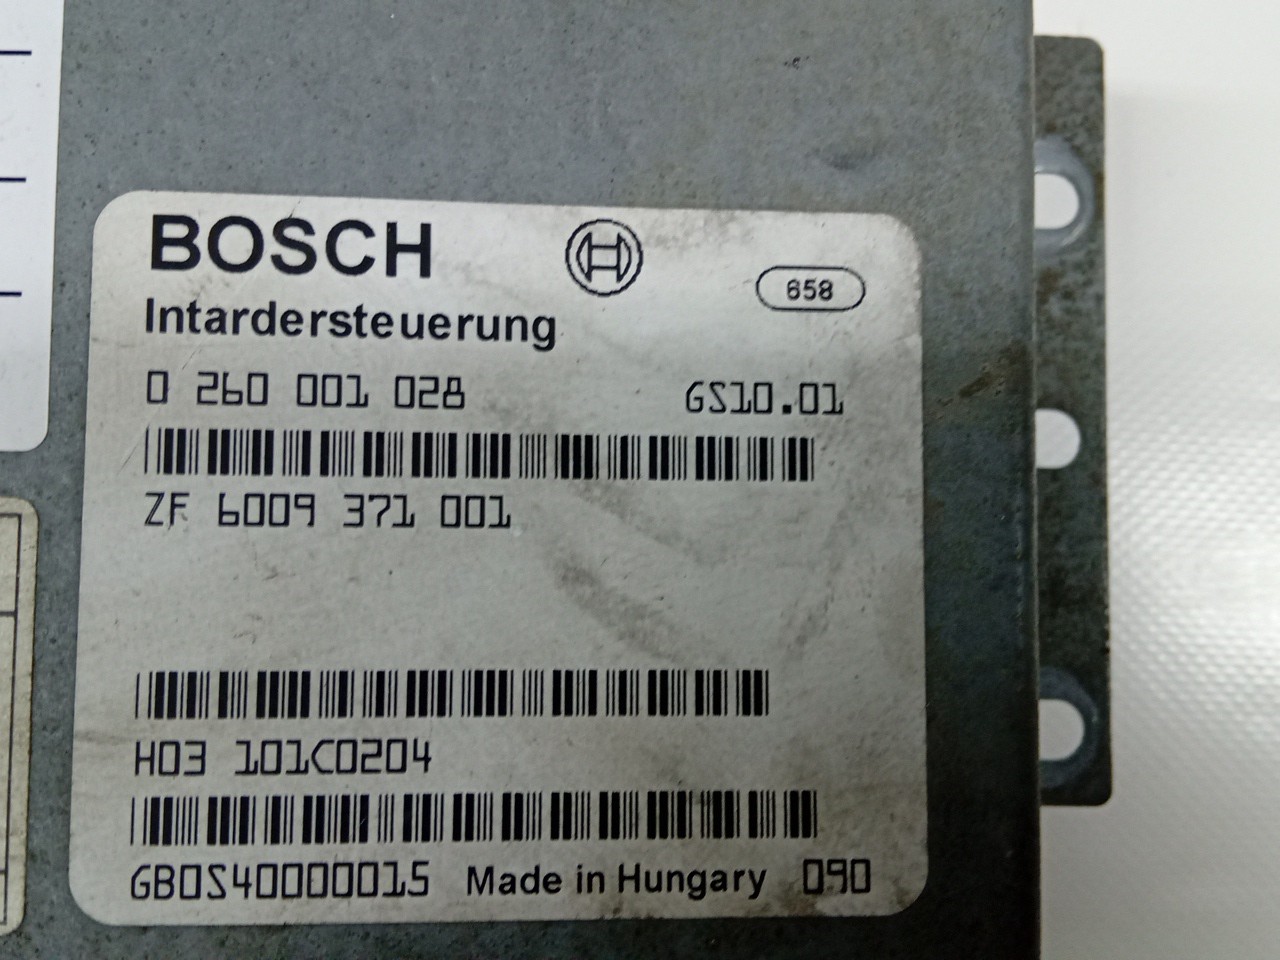 BOSCH
658
Intardersteuerung
0 260 001 028 GS10.01
ZF 6009 371 001
H03 101C0204
GBOS40000015 Made in Hungary 090